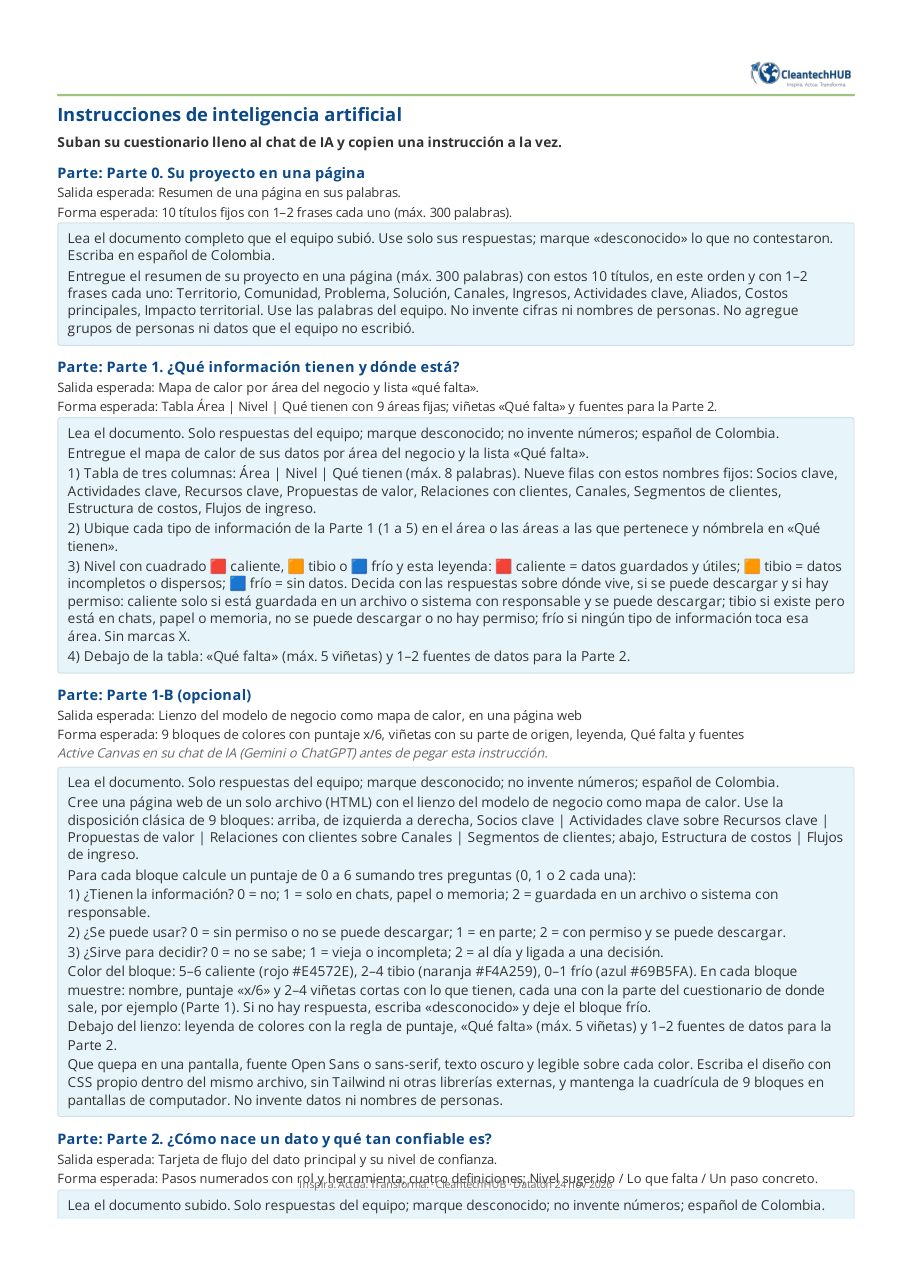 CleantechHUB
Inspira. Actúa. Transforma.
Instrucciones de inteligencia artificial
Suban su cuestionario lleno al chat de IA y copien una instrucción a la vez.
Parte: Parte 0. Su proyecto en una página
Salida esperada: Resumen de una página en sus palabras.
Forma esperada: 10 títulos fijos con 1–2 frases cada uno (máx. 300 palabras).
Lea el documento completo que el equipo subió. Use solo sus respuestas; marque «desconocido» lo que no contestaron.
Escriba en español de Colombia.
Entregue el resumen de su proyecto en una página (máx. 300 palabras) con estos 10 títulos, en este orden y con 1–2
frases cada uno: Territorio, Comunidad, Problema, Solución, Canales, Ingresos, Actividades clave, Aliados, Costos
principales, Impacto territorial. Use las palabras del equipo. No invente cifras ni nombres de personas. No agregue
grupos de personas ni datos que el equipo no escribió.
Parte: Parte 1. ¿Qué información tienen y dónde está?
Salida esperada: Mapa de calor por área del negocio y lista «qué falta».
Forma esperada: Tabla Área | Nivel | Qué tienen con 9 áreas fijas; viñetas «Qué falta» y fuentes para la Parte 2.
Lea el documento. Solo respuestas del equipo; marque desconocido; no invente números; español de Colombia.
Entregue el mapa de calor de sus datos por área del negocio y la lista «Qué falta».
1) Tabla de tres columnas: Área | Nivel | Qué tienen (máx. 8 palabras). Nueve filas con estos nombres fijos: Socios clave,
Actividades clave, Recursos clave, Propuestas de valor, Relaciones con clientes, Canales, Segmentos de clientes,
Estructura de costos, Flujos de ingreso.
2) Ubique cada tipo de información de la Parte 1 (1 a 5) en el área o las áreas a las que pertenece y nómbrela en «Qué
tienen».
3) Nivel con cuadrado 🟥 caliente, 🟧 tibio o 🟦 frío y esta leyenda: 🟥 caliente = datos guardados y útiles; 🟧 tibio = datos
incompletos o dispersos; 🟦 frío = sin datos. Decida con las respuestas sobre dónde vive, si se puede descargar y si hay
permiso: caliente solo si está guardada en un archivo o sistema con responsable y se puede descargar; tibio si existe pero
está en chats, papel o memoria, no se puede descargar o no hay permiso; frío si ningún tipo de información toca esa
área. Sin marcas X.
4) Debajo de la tabla: «Qué falta» (máx. 5 viñetas) y 1–2 fuentes de datos para la Parte 2.
Parte: Parte 1-B (opcional)
Salida esperada: Lienzo del modelo de negocio como mapa de calor, en una página web
Forma esperada: 9 bloques de colores con puntaje x/6, viñetas con su parte de origen, leyenda, Qué falta y fuentes
Active Canvas en su chat de IA (Gemini o ChatGPT) antes de pegar esta instrucción.
Lea el documento. Solo respuestas del equipo; marque desconocido; no invente números; español de Colombia.
Cree una página web de un solo archivo (HTML) con el lienzo del modelo de negocio como mapa de calor. Use la
disposición clásica de 9 bloques: arriba, de izquierda a derecha, Socios clave | Actividades clave sobre Recursos clave |
Propuestas de valor | Relaciones con clientes sobre Canales | Segmentos de clientes; abajo, Estructura de costos | Flujos
de ingreso.
Para cada bloque calcule un puntaje de 0 a 6 sumando tres preguntas (0, 1 o 2 cada una):
1) ¿Tienen la información? 0 = no; 1 = solo en chats, papel o memoria; 2 = guardada en un archivo o sistema con
responsable.
2) ¿Se puede usar? 0 = sin permiso o no se puede descargar; 1 = en parte; 2 = con permiso y se puede descargar.
3) ¿Sirve para decidir? 0 = no se sabe; 1 = vieja o incompleta; 2 = al día y ligada a una decisión.
Color del bloque: 5–6 caliente (rojo #E4572E), 2–4 tibio (naranja #F4A259), 0–1 frío (azul #69B5FA). En cada bloque
muestre: nombre, puntaje «x/6» y 2–4 viñetas cortas con lo que tienen, cada una con la parte del cuestionario de donde
sale, por ejemplo (Parte 1). Si no hay respuesta, escriba «desconocido» y deje el bloque frío.
Debajo del lienzo: leyenda de colores con la regla de puntaje, «Qué falta» (máx. 5 viñetas) y 1–2 fuentes de datos para la
Parte 2.
Que quepa en una pantalla, fuente Open Sans o sans-serif, texto oscuro y legible sobre cada color. Escriba el diseño con
CSS propio dentro del mismo archivo, sin Tailwind ni otras librerías externas, y mantenga la cuadrícula de 9 bloques en
pantallas de computador. No invente datos ni nombres de personas.
Parte: Parte 2. ¿Cómo nace un dato y qué tan confiable es?
Salida esperada: Tarjeta de flujo del dato principal y su nivel de confianza.
Forma esperada: Pasos numerados con rol y herramienta; cuatro definiciones; Nivel sugerido / Lo que falta / Un paso concreto.
Inspira. Actúa. Transforma. · CleantechHUB · Datatón 24 nov 2026
Lea el documento subido. Solo respuestas del equipo; marque desconocido; no invente números; español de Colombia.